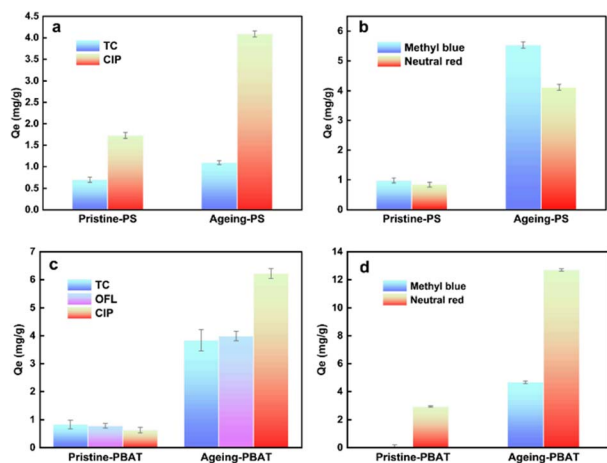 a
TC
CIP
Qe (mg/g)
4.5
4.0
3.5
3.0
2.5
2.0
1.5
1.0
0.5
0.0
Pristine-PS Ageing-PS
b
Methyl blue
Neutral red
Qe (mg/g)
6
5
4
3
2
1
0
Pristine-PS Ageing-PS
c
TC
OFL
CIP
Qe (mg/g)
7
6
5
4
3
2
1
0
Pristine-PBAT Ageing-PBAT
d
Methyl blue
Neutral red
Qe (mg/g)
14
12
10
8
6
4
2
0
Pristine-PBAT Ageing-PBAT